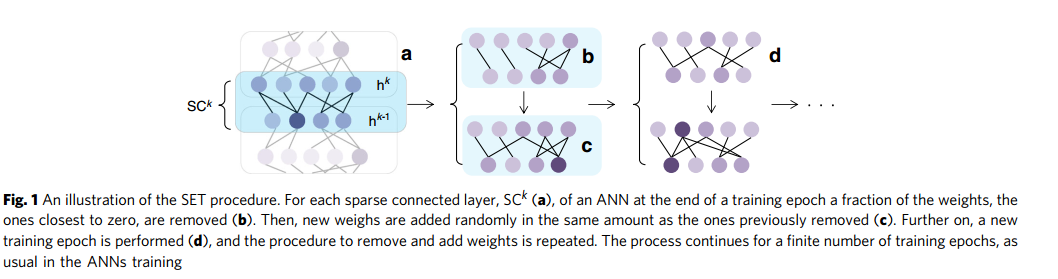 a
b
d
hᵏ
SCᵏ
hᵏ⁻¹
c
. . .
Fig. 1 An illustration of the SET procedure. For each sparse connected layer, SCᵏ (a), of an ANN at the end of a training epoch a fraction of the weights, the
ones closest to zero, are removed (b). Then, new weighs are added randomly in the same amount as the ones previously removed (c). Further on, a new
training epoch is performed (d), and the procedure to remove and add weights is repeated. The process continues for a finite number of training epochs, as
usual in the ANNs training